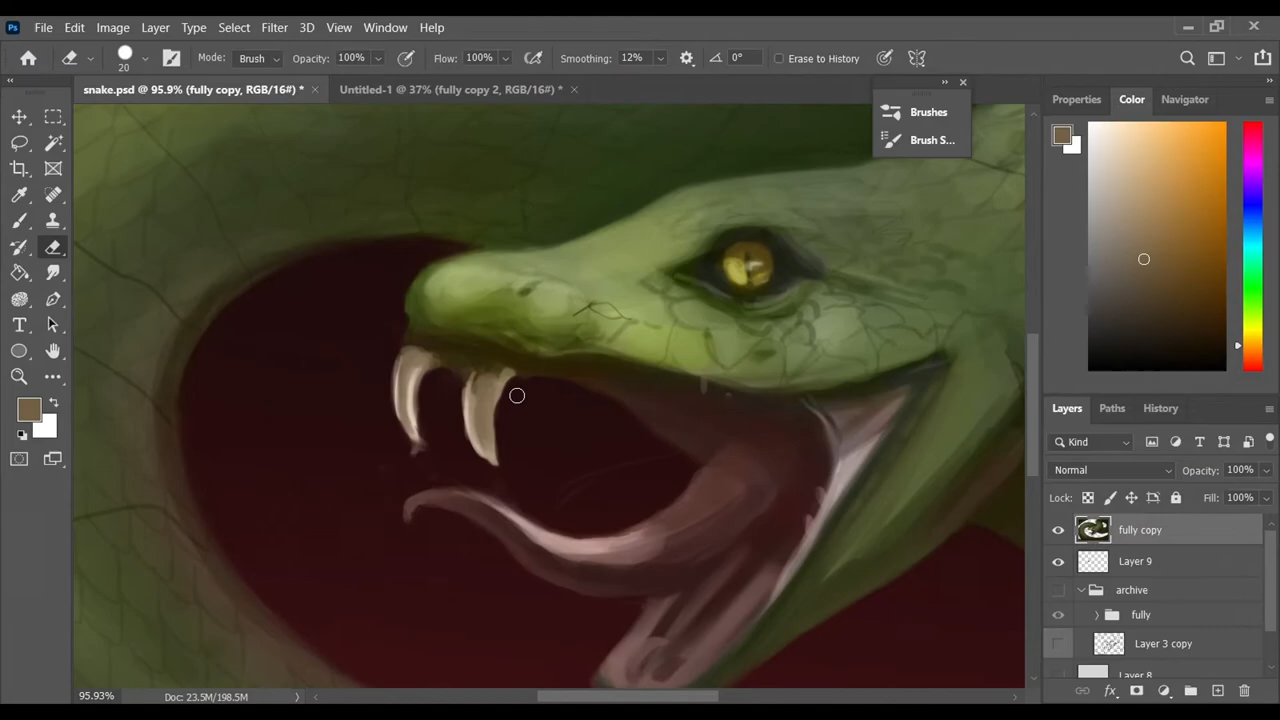 Ps File Edit Image Layer Type Select Filter 3D View Window Help
20 Mode: Brush Opacity: 100% Flow: 100% Smoothing: 12% 0° Erase to History
snake.psd @ 95.9% (fully copy, RGB/16#) * Untitled-1 @ 37% (fully 2, RGB/16#) *
Brushes
Brush S...
Properties Color Navigator
Layers Paths History
Kind
Normal Opacity: 100%
Lock: Fill: 100%
fully copy
Layer 9
archive
fully
Layer 3 copy
Layer 8
95.93% Doc: 23.5M/198.5M